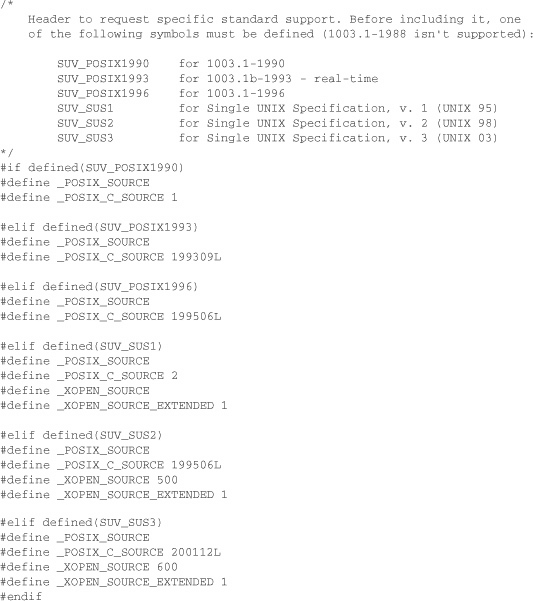 /*
Header to request specific standard support. Before including it, one
of the following symbols must be defined (1003.1-1988 isn't supported):
SUV_POSIX1990 for 1003.1-1990
SUV_POSIX1993 for 1003.1b-1993 - real-time
SUV_POSIX1996 for 1003.1-1996
SUV_SUS1 for Single UNIX Specification, v. 1 (UNIX 95)
SUV_SUS2 for Single UNIX Specification, v. 2 (UNIX 98)
SUV_SUS3 for Single UNIX Specification, v. 3 (UNIX 03)
*/
#if defined(SUV_POSIX1990)
#define _POSIX_SOURCE
#define _POSIX_C_SOURCE 1
#elif defined(SUV_POSIX1993)
#define _POSIX_SOURCE
#define _POSIX_C_SOURCE 199309L
#elif defined(SUV_POSIX1996)
#define _POSIX_SOURCE
#define _POSIX_C_SOURCE 199506L
#elif defined(SUV_SUS1)
#define _POSIX_SOURCE
#define _POSIX_C_SOURCE 2
#define _XOPEN_SOURCE
#define _XOPEN_SOURCE_EXTENDED 1
#elif defined(SUV_SUS2)
#define _POSIX_SOURCE
#define _POSIX_C_SOURCE 199506L
#define _XOPEN_SOURCE 500
#define _XOPEN_SOURCE_EXTENDED 1
#elif defined(SUV_SUS3)
#define _POSIX_SOURCE
#define _POSIX_C_SOURCE 200112L
#define _XOPEN_SOURCE 600
#define _XOPEN_SOURCE_EXTENDED 1
#endif